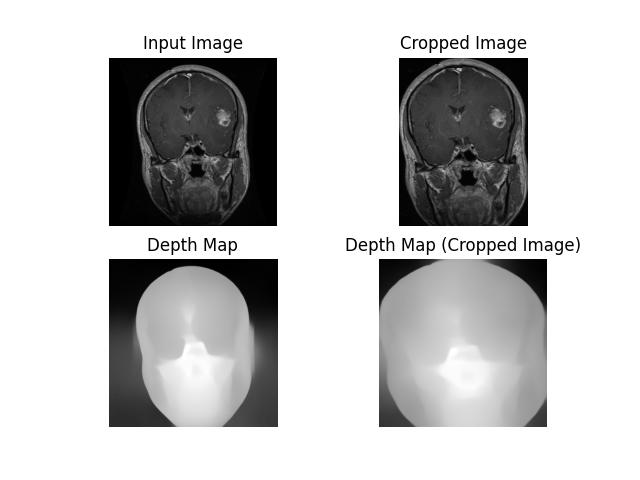 Input Image
Cropped Image
Depth Map
Depth Map (Cropped Image)